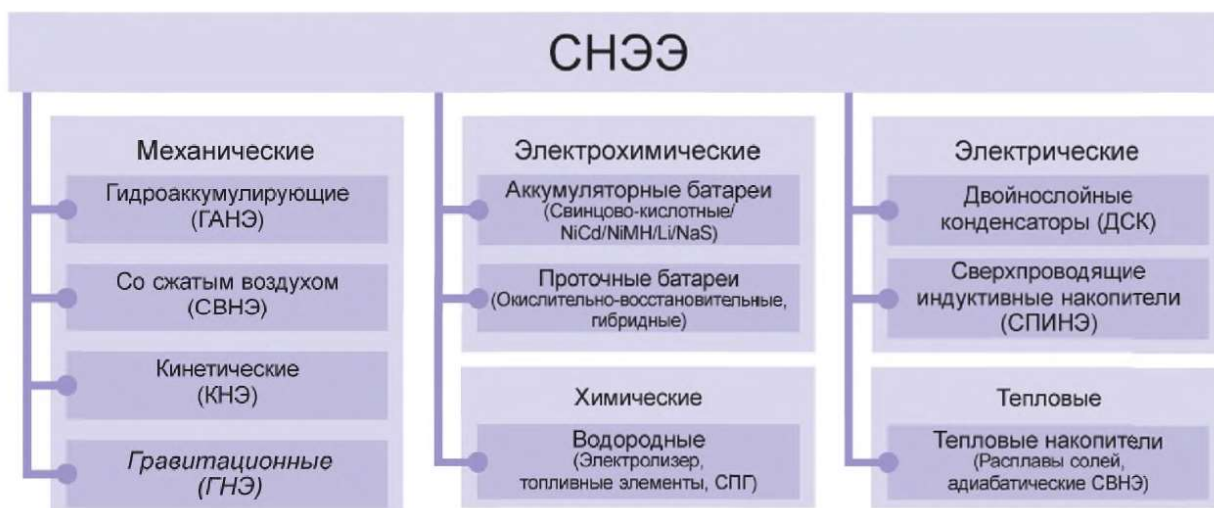 СНЭЭ
Механические
Гидроаккумулирующие
(ГАНЭ)
Со сжатым воздухом
(СВНЭ)
Кинетические
(КНЭ)
Гравитационные
(ГНЭ)
Электрохимические
Аккумуляторные батареи
(Свинцово-кислотные/
NiCd/NiMH/Li/NaS)
Проточные батареи
(Окислительно-восстановительные,
гибридные)
Химические
Водородные
(Электролизер,
топливные элементы, СПГ)
Электрические
Двойнослойные
конденсаторы (ДСК)
Сверхпроводящие
индуктивные накопители
(СПИНЭ)
Тепловые
Тепловые накопители
(Расплавы солей,
адиабатические СВНЭ)